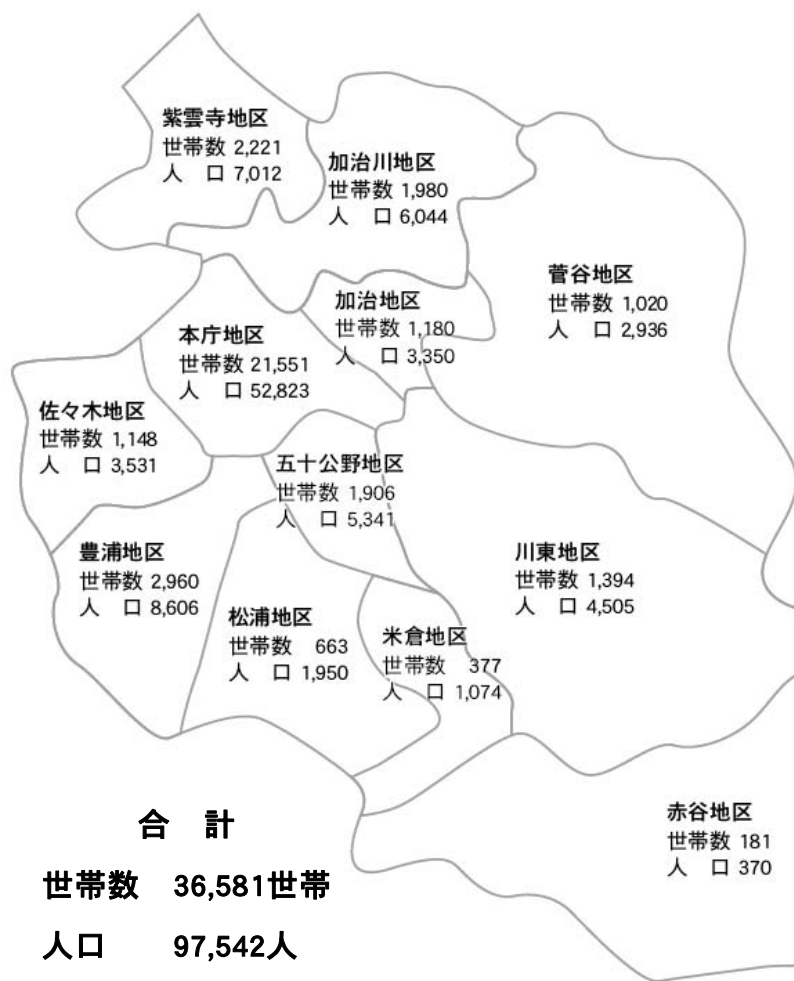 紫雲寺地区
世帯数 2,221
人　口 7,012
加治川地区
世帯数 1,980
人　口 6,044
菅谷地区
世帯数 1,020
人　口 2,936
加治地区
世帯数 1,180
人　口 3,350
本庁地区
世帯数 21,551
人　口 52,823
佐々木地区
世帯数 1,148
人　口 3,531
五十公野地区
世帯数 1,906
人　口 5,341
豊浦地区
世帯数 2,960
人　口 8,606
川東地区
世帯数 1,394
人　口 4,505
松浦地区
世帯数　663
人　口 1,950
米倉地区
世帯数　377
人　口 1,074
赤谷地区
世帯数 181
人　口 370
合　計
世帯数　36,581世帯
人口　　97,542人